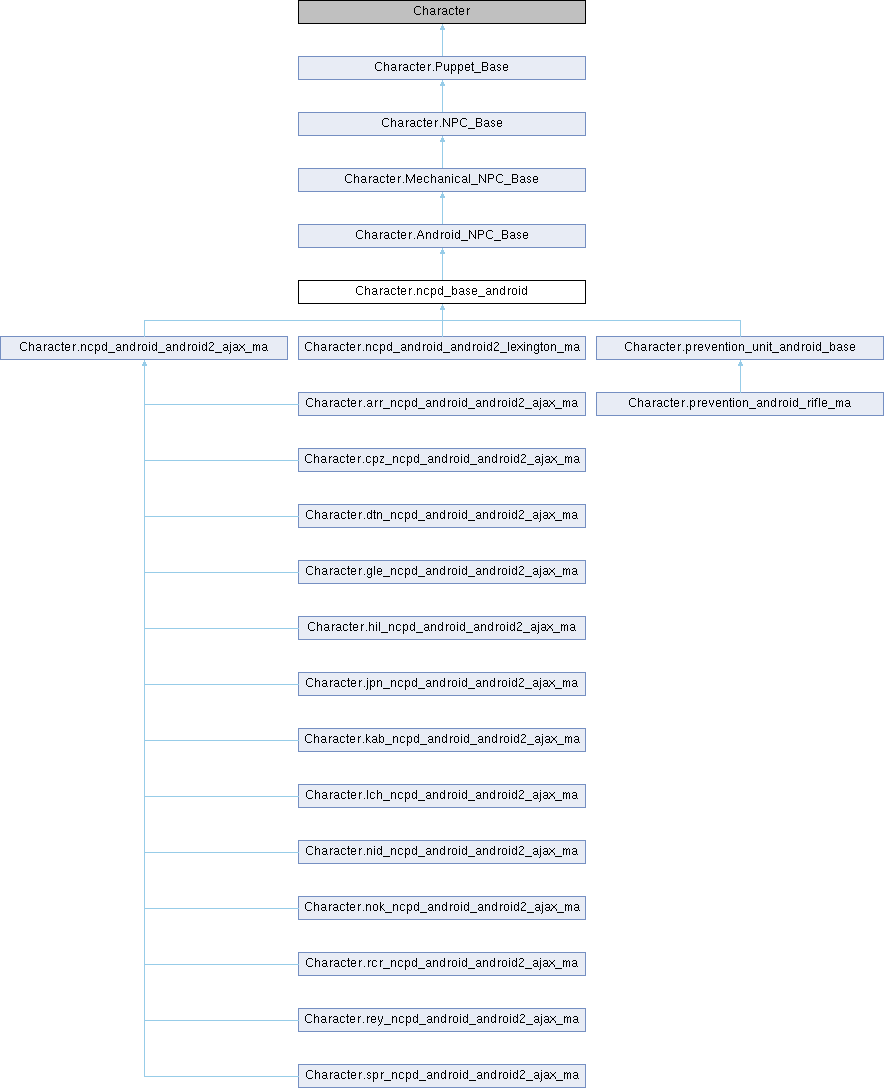 Character
Character.Puppet_Base
Character.NPC_Base
Character.Mechanical_NPC_Base
Character.Android_NPC_Base
Character.ncpd_base_android
Character.ncpd_android_android2_ajax_ma
Character.ncpd_android_android2_lexington_ma
Character.prevention_unit_android_base
Character.arr_ncpd_android_android2_ajax_ma
Character.prevention_android_rifle_ma
Character.cpz_ncpd_android_android2_ajax_ma
Character.dtn_ncpd_android_android2_ajax_ma
Character.gle_ncpd_android_android2_ajax_ma
Character.hil_ncpd_android_android2_ajax_ma
Character.jpn_ncpd_android_android2_ajax_ma
Character.kab_ncpd_android_android2_ajax_ma
Character.lch_ncpd_android_android2_ajax_ma
Character.nid_ncpd_android_android2_ajax_ma
Character.nok_ncpd_android_android2_ajax_ma
Character.rcr_ncpd_android_android2_ajax_ma
Character.rey_ncpd_android_android2_ajax_ma
Character.spr_ncpd_android_android2_ajax_ma